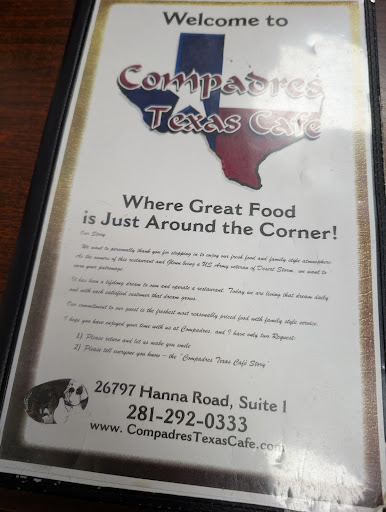 Welcome to
Compadres
Texas Cafe
Where Great Food
is Just Around the Corner!
Our Story
We want to personally thank you for stopping in to enjoy our fresh food and family style atmosphere.
As the owners of this restaurant and Glenn being a US Army veteran of Desert Storm, we want to
earn your patronage.
It has been a lifelong dream to own and operate a restaurant. Today we are living that dream daily
and with each satisfied customer that dream grows.
Our commitment to our guest is the freshest most reasonably priced food with family style service.
I hope you have enjoyed your time with us at Compadres, and I have only two Request:
1) Please return and let us make you smile
2) Please tell everyone you know – the "Compadres Texas Café Story"
26797 Hanna Road, Suite 1
281-292-0333
www. CompadresTexasCafe.com